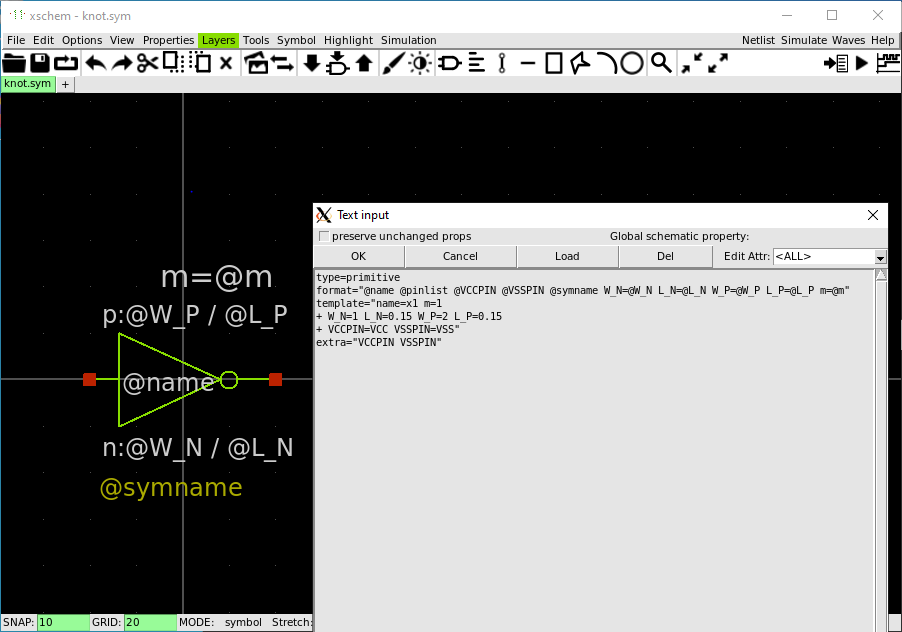 xschem - knot.sym
File Edit Options View Properties Layers Tools Symbol Highlight Simulation Netlist Simulate Waves Help
knot.sym +
Text input
preserve unchanged props Global schematic property:
OK Cancel Load Del Edit Attr: <ALL>
type=primitive
format="@name @pinlist @VCCPIN @VSSPIN @symname W_N=@W_N L_N=@L_N W_P=@W_P L_P=@L_P m=@m"
template="name=x1 m=1
+ W_N=1 L_N=0.15 W_P=2 L_P=0.15
+ VCCPIN=VCC VSSPIN=VSS"
extra="VCCPIN VSSPIN"
m=@m
p:@W_P / @L_P
@name
n:@W_N / @L_N
@symname
SNAP: 10 GRID: 20 MODE: symbol Stretch: